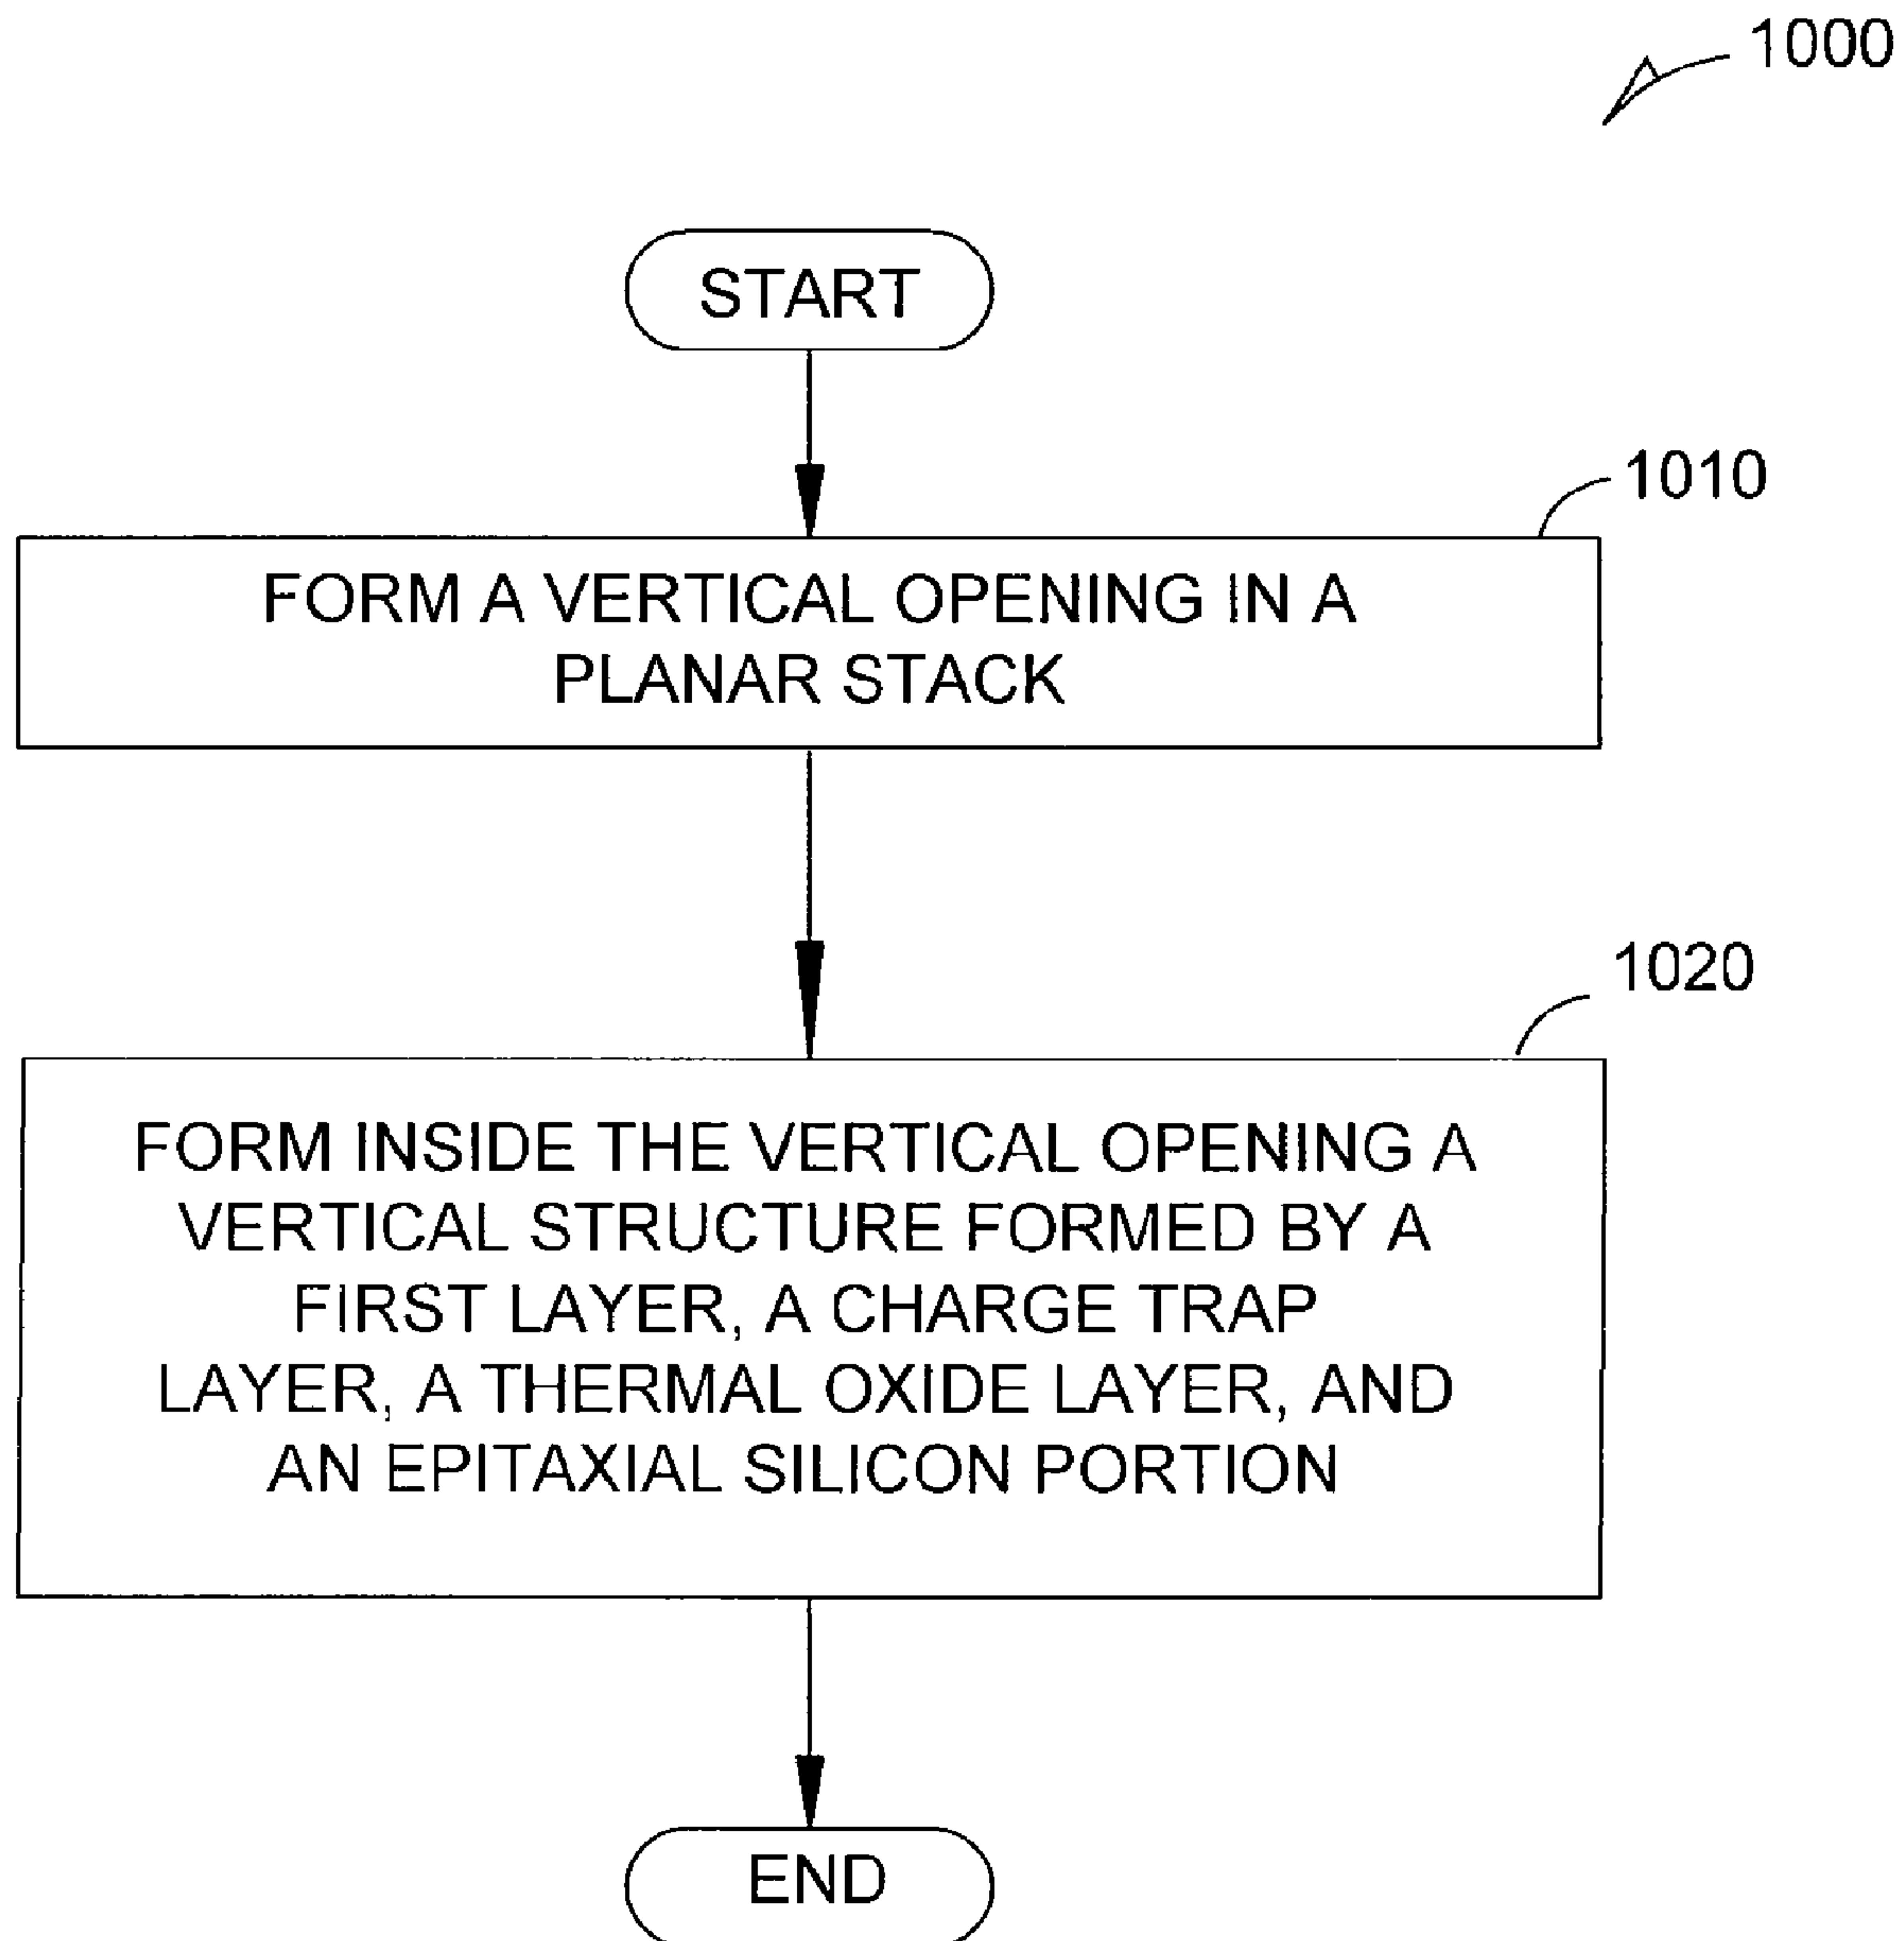 1000
START
1010
FORM A VERTICAL OPENING IN A
PLANAR STACK
1020
FORM INSIDE THE VERTICAL OPENING A
VERTICAL STRUCTURE FORMED BY A
FIRST LAYER, A CHARGE TRAP
LAYER, A THERMAL OXIDE LAYER, AND
AN EPITAXIAL SILICON PORTION
END